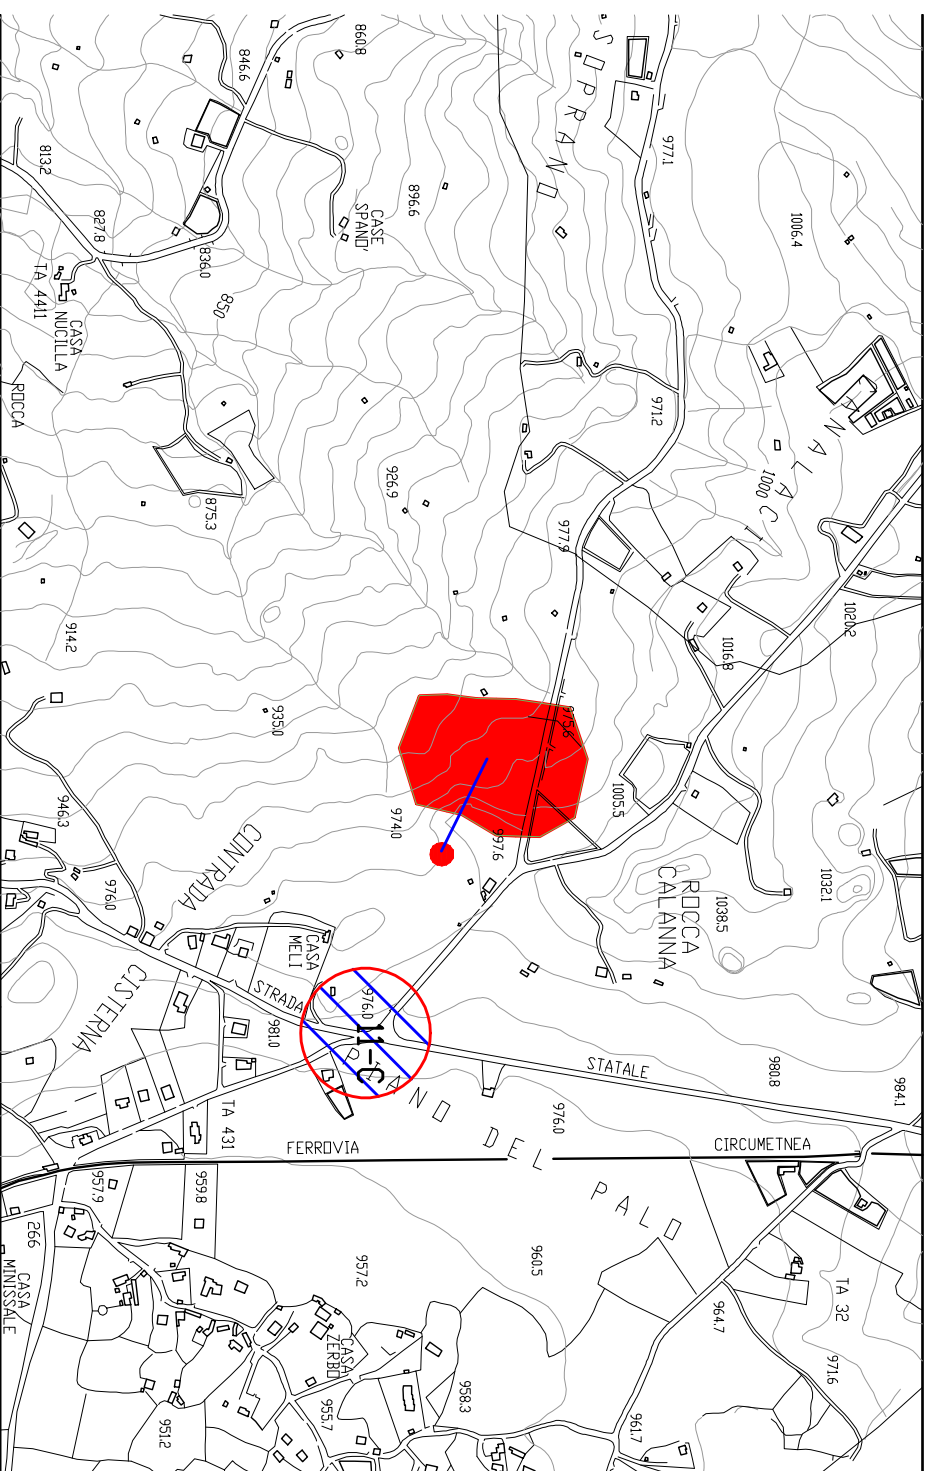 SOPRANO
860.8
846.6
977.1
813.2
896.6
827.8
CASE
SPANO'
836.0
1006.4
TA 4411
CASA
NUCILLA
850
ROCCA
971.2
NALACI
1000
926.9
875.3
977.9
914.2
1020.2
1016.8
935.0
975.6
946.3
974.0
1005.5
997.6
CONTRADA
976.0
ROCCA
CALANNA
1038.5
1032.1
CASA
MELI
CISTERNA
STRADA
976.0
981.0
11-C
STATALE
980.8
984.1
976.0
TA 431
PIANO DEL PALO
FERROVIA
CIRCUMETNEA
957.9
959.8
266
CASA
MINISSALE
957.2
960.5
TA 32
964.7
CASA
ZERBO
971.6
958.3
955.7
951.2
961.7